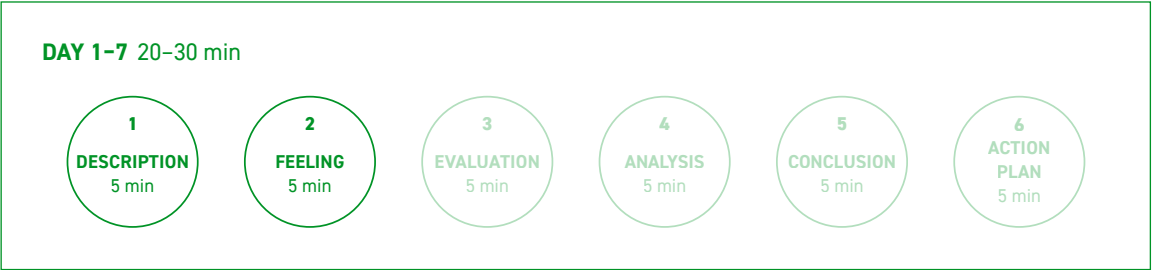 DAY 1–7 20–30 min
1
DESCRIPTION
5 min
2
FEELING
5 min
3
EVALUATION
5 min
4
ANALYSIS
5 min
5
CONCLUSION
5 min
6
ACTION
PLAN
5 min